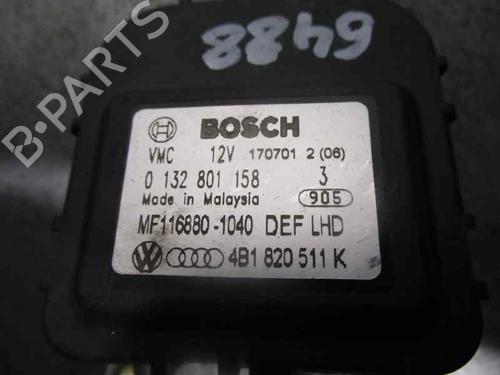 6488
BOSCH
VMC 12V 170701 2 (06)
0 132 801 158 3
Made in Malaysia 905
MF116880-1040 DEF LHD
4B1 820 511 K
B-PARTS